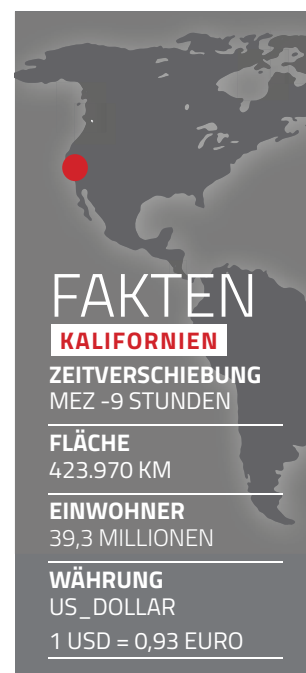 FAKTEN
KALIFORNIEN
ZEITVERSCHIEBUNG
MEZ -9 STUNDEN
FLÄCHE
423.970 KM
EINWOHNER
39,3 MILLIONEN
WÄHRUNG
US_DOLLAR
1 USD = 0,93 EURO